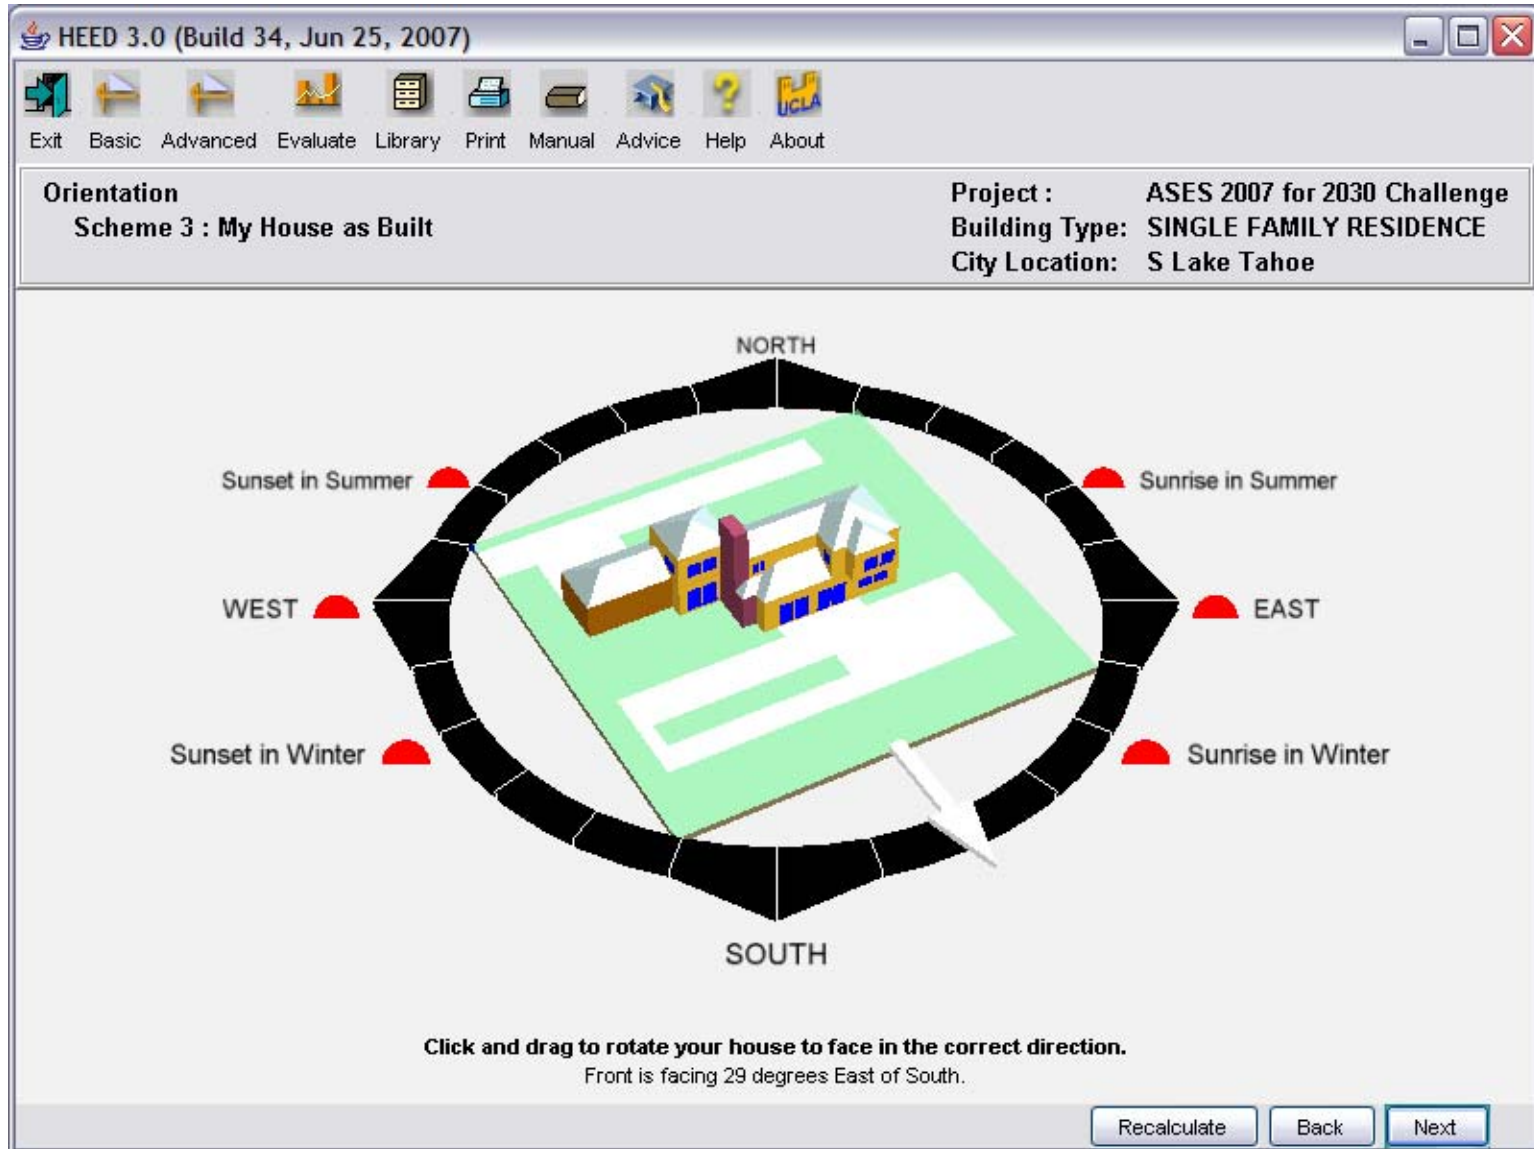 HEED 3.0 (Build 34, Jun 25, 2007)
UCLA
Exit Basic Advanced Evaluate Library Print Manual Advice Help About
Orientation
Scheme 3 : My House as Built
Project : ASES 2007 for 2030 Challenge
Building Type: SINGLE FAMILY RESIDENCE
City Location: S Lake Tahoe
NORTH
Sunset in Summer
Sunrise in Summer
WEST
EAST
Sunset in Winter
Sunrise in Winter
SOUTH
Click and drag to rotate your house to face in the correct direction.
Front is facing 29 degrees East of South.
Recalculate Back Next